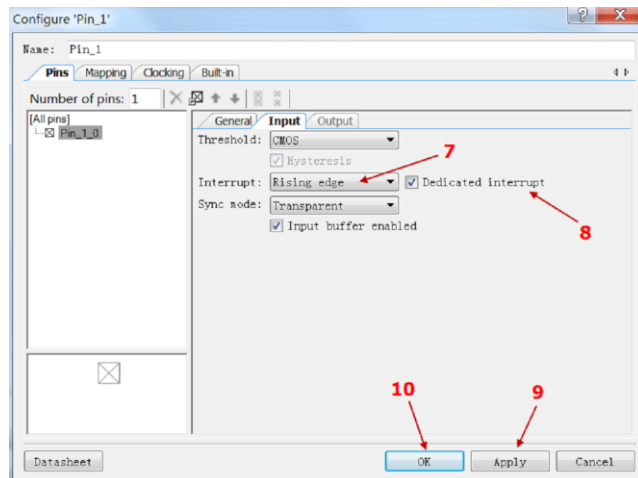 Configure 'Pin_1'
Name: Pin_1
Pins Mapping Clocking Built-in
Number of pins: 1
[All pins]
Pin_1_0
General Input Output
Threshold: CMOS
Hysteresis
7
Interrupt: Rising edge Dedicated interrupt
Sync mode: Transparent
8
Input buffer enabled
10 9
Datasheet OK Apply Cancel